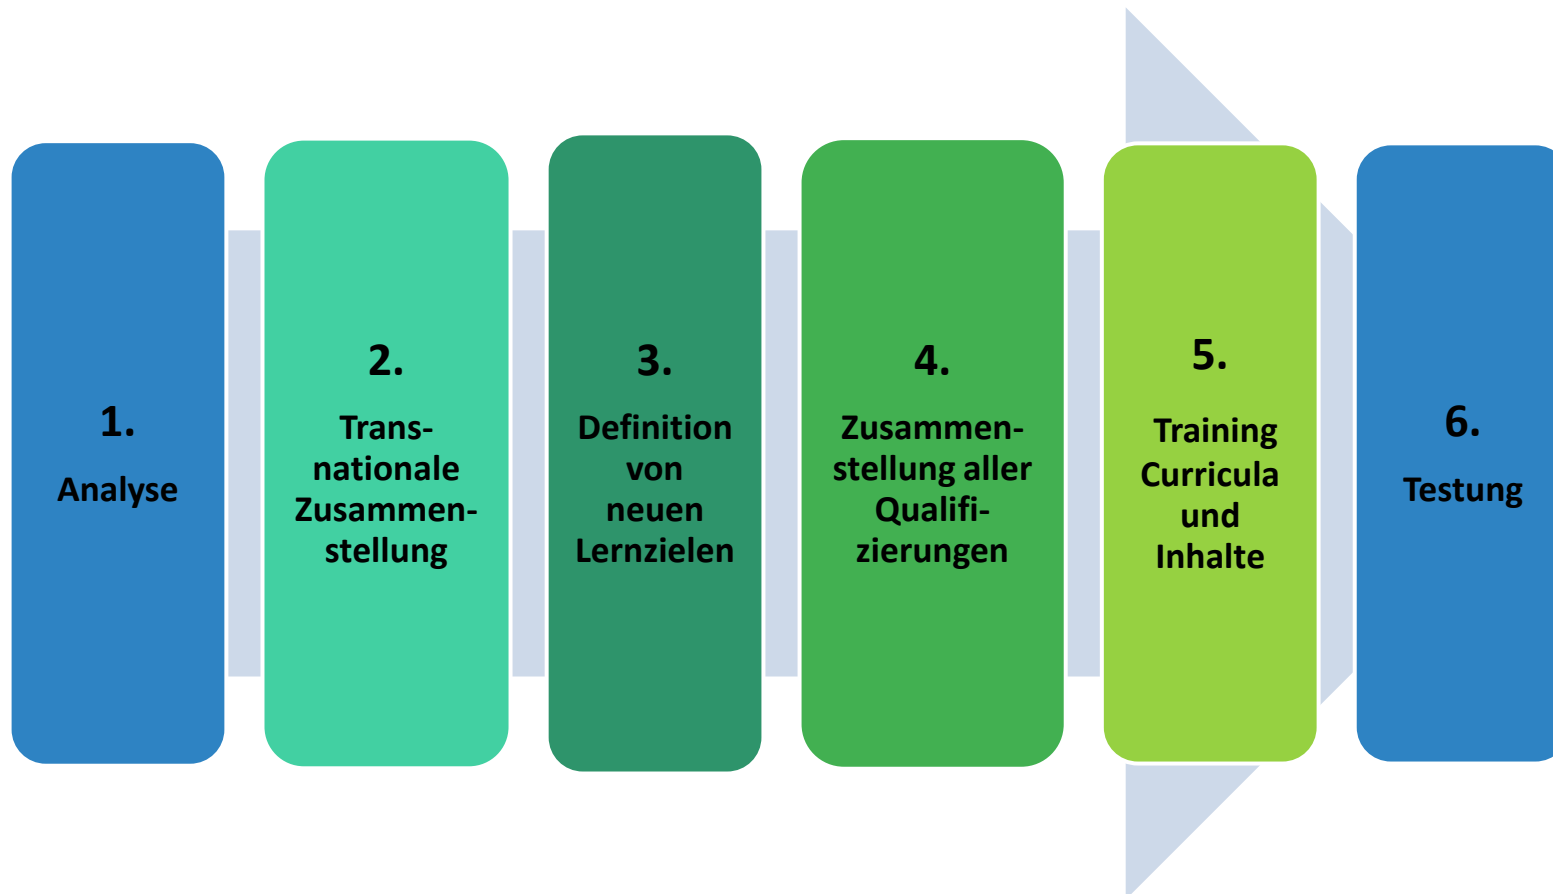 1.
Analyse
2.
Trans-
nationale
Zusammen-
stellung
3.
Definition
von
neuen
Lernzielen
4.
Zusammen-
stellung aller
Qualifi-
zierungen
5.
Training
Curricula
und
Inhalte
6.
Testung